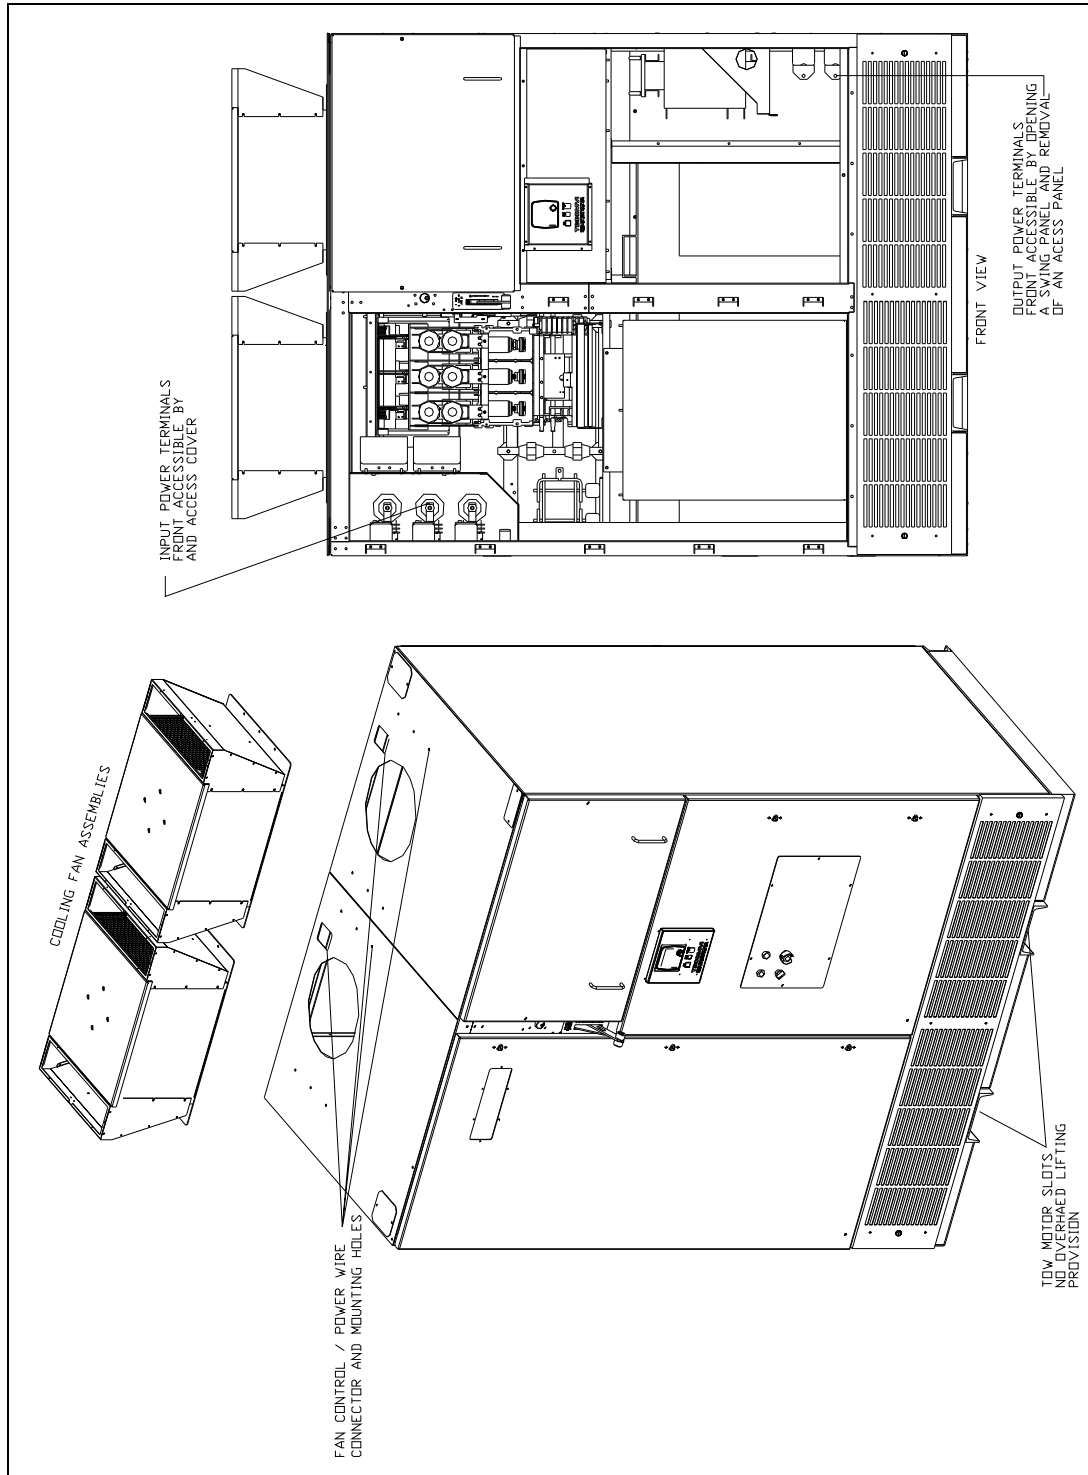 COOLING FAN ASSEMBLIES
FAN CONTROL / POWER WIRE
CONNECTOR AND MOUNTING HOLES
TOW MOTOR SLOTS
NO OVERHAED LIFTING
PROVISION
INPUT POWER TERMINALS
FRONT ACCESSIBLE BY
AND ACCESS COVER
OUTPUT POWER TERMINALS
FRONT ACCESSIBLE BY OPENING
A SWING PANEL AND REMOVAL
OF AN ACESS PANEL
FRONT VIEW